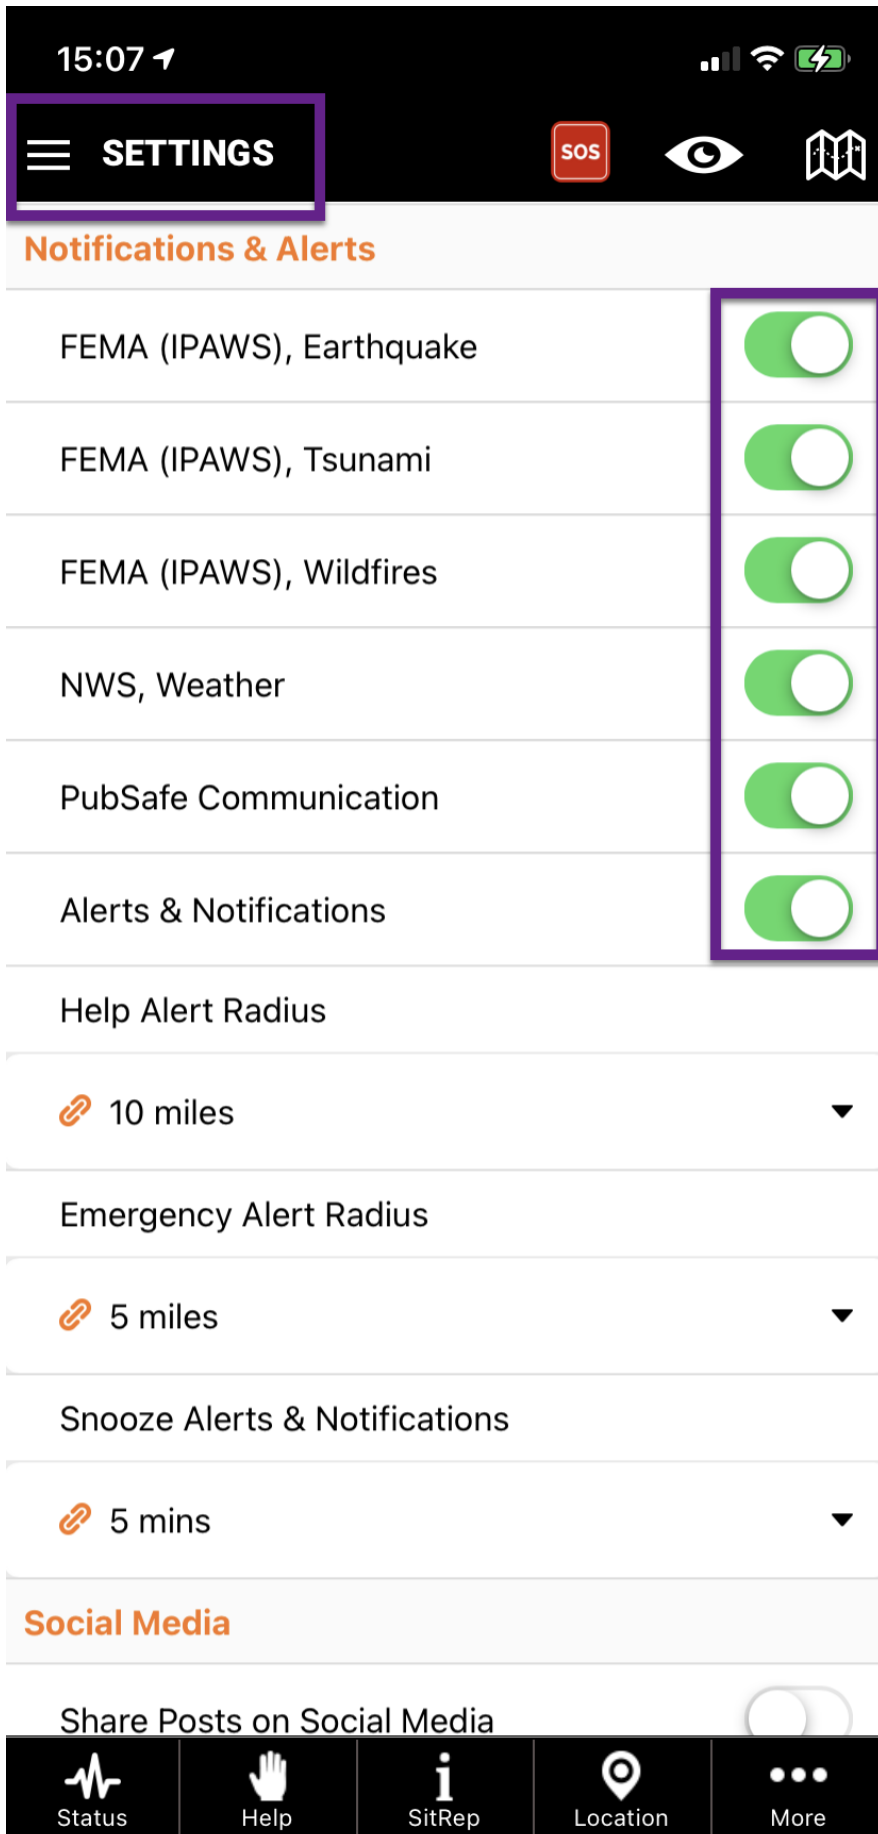 15:07
SETTINGS
SOS
Notifications & Alerts
FEMA (IPAWS), Earthquake
FEMA (IPAWS), Tsunami
FEMA (IPAWS), Wildfires
NWS, Weather
PubSafe Communication
Alerts & Notifications
Help Alert Radius
10 miles
Emergency Alert Radius
5 miles
Snooze Alerts & Notifications
5 mins
Social Media
Share Posts on Social Media
Status Help SitRep Location More